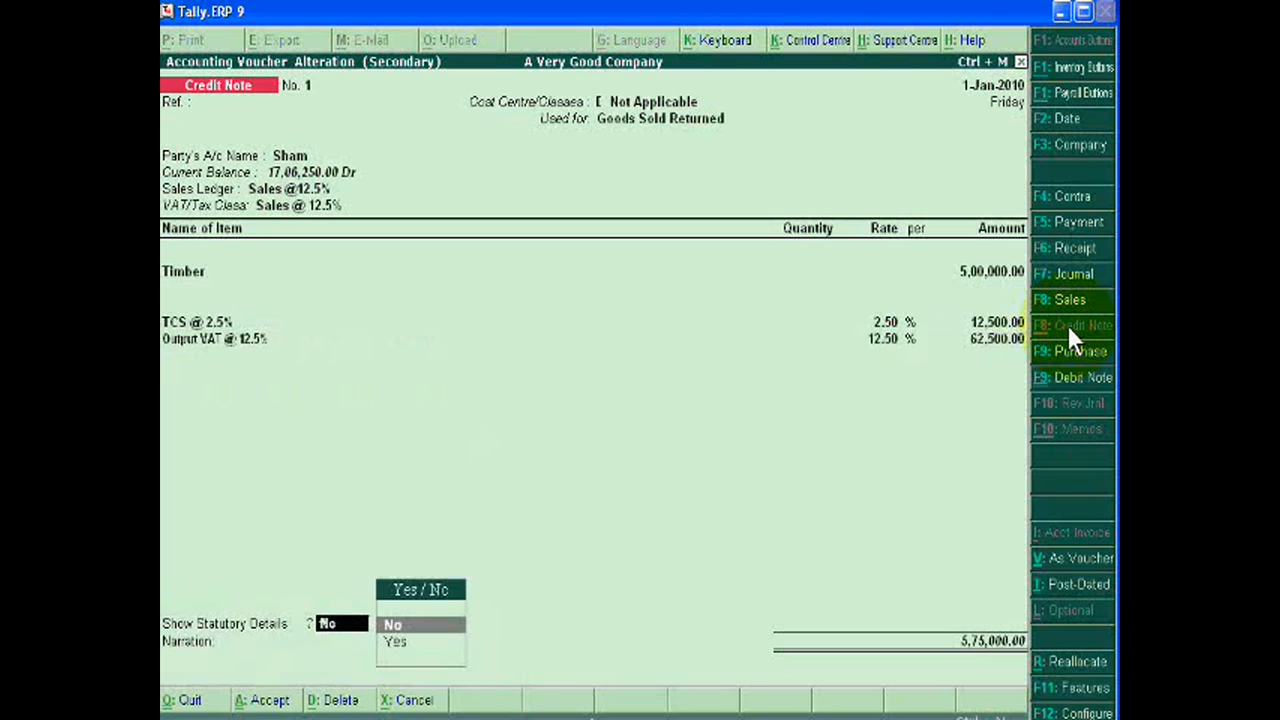 Tally.ERP 9
P: Print E: Export M: E-Mail O: Upload G: Language K: Keyboard K: Control Centre H: Support Centre H: Help
Accounting Voucher Alteration (Secondary) A Very Good Company Ctrl + M
Credit Note No. 1 1-Jan-2010
Ref. : Cost Centre/Classes : Not Applicable Friday
Used for: Goods Sold Returned
Party's A/c Name : Sham
Current Balance : 17,06,250.00 Dr
Sales Ledger : Sales @12.5%
VAT/Tax Class: Sales @ 12.5%
Name of Item Quantity Rate per Amount
Timber 5,00,000.00
TCS @ 2.5% 2.50 % 12,500.00
Output VAT @ 12.5% 12.50 % 62,500.00
Yes / No
Show Statutory Details ? No
No
Yes
Narration: 5,75,000.00
Q: Quit A: Accept D: Delete X: Cancel
F1: Accounts Buttons
F1: Inventory Buttons
F1: Payroll Buttons
F2: Date
F3: Company
F4: Contra
F5: Payment
F6: Receipt
F7: Journal
F8: Sales
F8: Credit Note
F9: Purchase
F9: Debit Note
F10: Rev Jrnl
F10: Memos
I: Acct Invoice
V: As Voucher
T: Post-Dated
L: Optional
R: Reallocate
F11: Features
F12: Configure